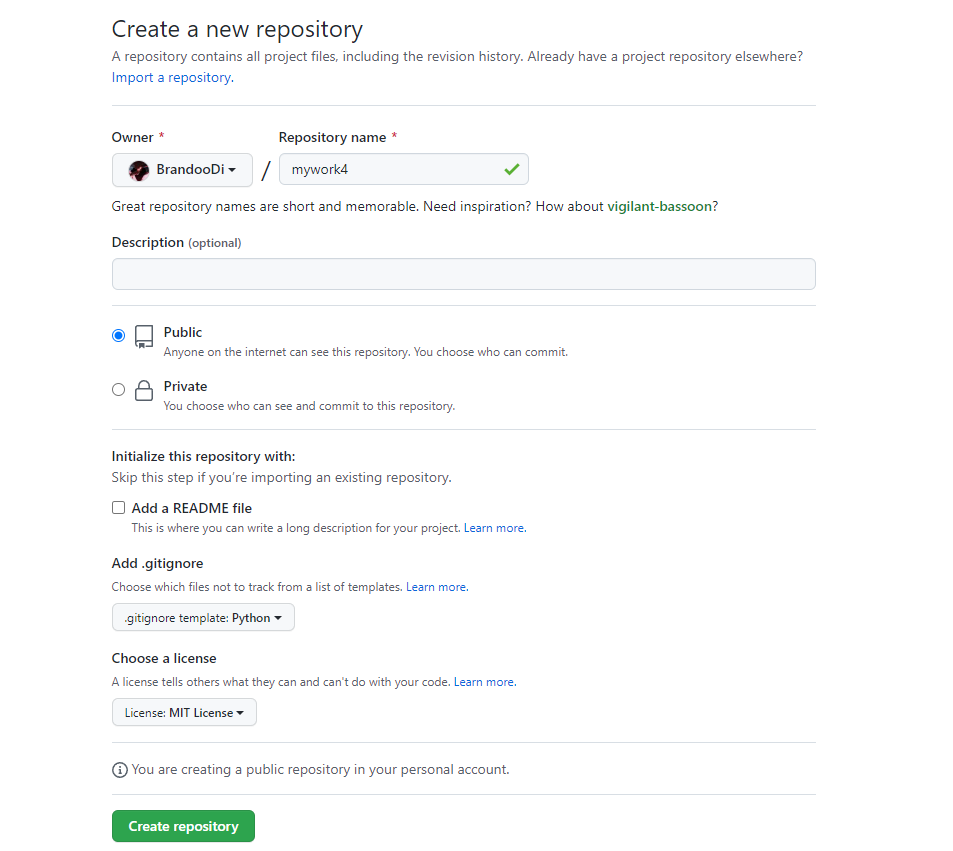 Create a new repository
A repository contains all project files, including the revision history. Already have a project repository elsewhere?
Import a repository.
Owner * Repository name *
BrandooDi / mywork4
Great repository names are short and memorable. Need inspiration? How about vigilant-bassoon?
Description (optional)
Public
Anyone on the internet can see this repository. You choose who can commit.
Private
You choose who can see and commit to this repository.
Initialize this repository with:
Skip this step if you're importing an existing repository.
Add a README file
This is where you can write a long description for your project. Learn more.
Add .gitignore
Choose which files not to track from a list of templates. Learn more.
.gitignore template: Python
Choose a license
A license tells others what they can and can't do with your code. Learn more.
License: MIT License
You are creating a public repository in your personal account.
Create repository